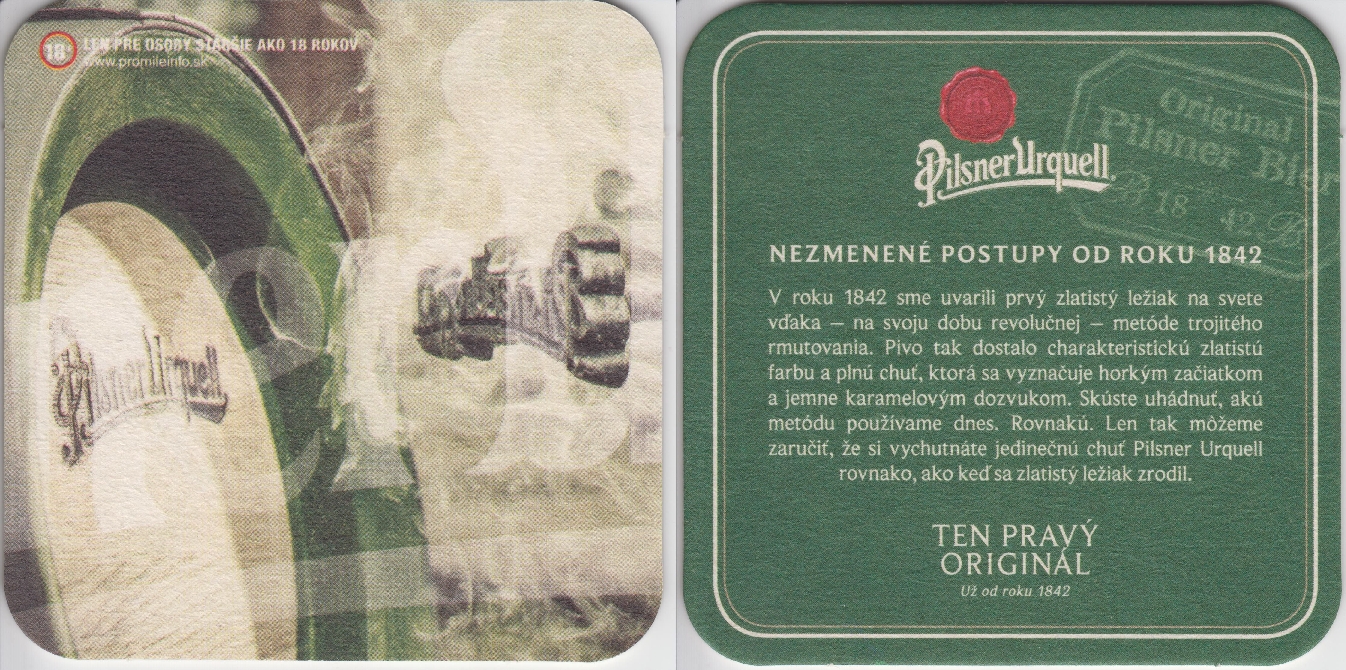 18
LEN PRE OSOBY STARŠIE AKO 18 ROKOV
www.promileinfo.sk
Pilsner Urquell
Pilsner Urquell
Original
Pilsner Bier
B 18 42 B
NEZMENENÉ POSTUPY OD ROKU 1842
V roku 1842 sme uvarili prvý zlatistý ležiak na svete
vďaka – na svoju dobu revolučnej – metóde trojitého
rmutovania. Pivo tak dostalo charakteristickú zlatistú
farbu a plnú chuť, ktorá sa vyznačuje horkým začiatkom
a jemne karamelovým dozvukom. Skúste uhádnuť, akú
metódu používame dnes. Rovnakú. Len tak môžeme
zaručiť, že si vychutnáte jedinečnú chuť Pilsner Urquell
rovnako, ako keď sa zlatistý ležiak zrodil.
TEN PRAVÝ
ORIGINÁL
Už od roku 1842